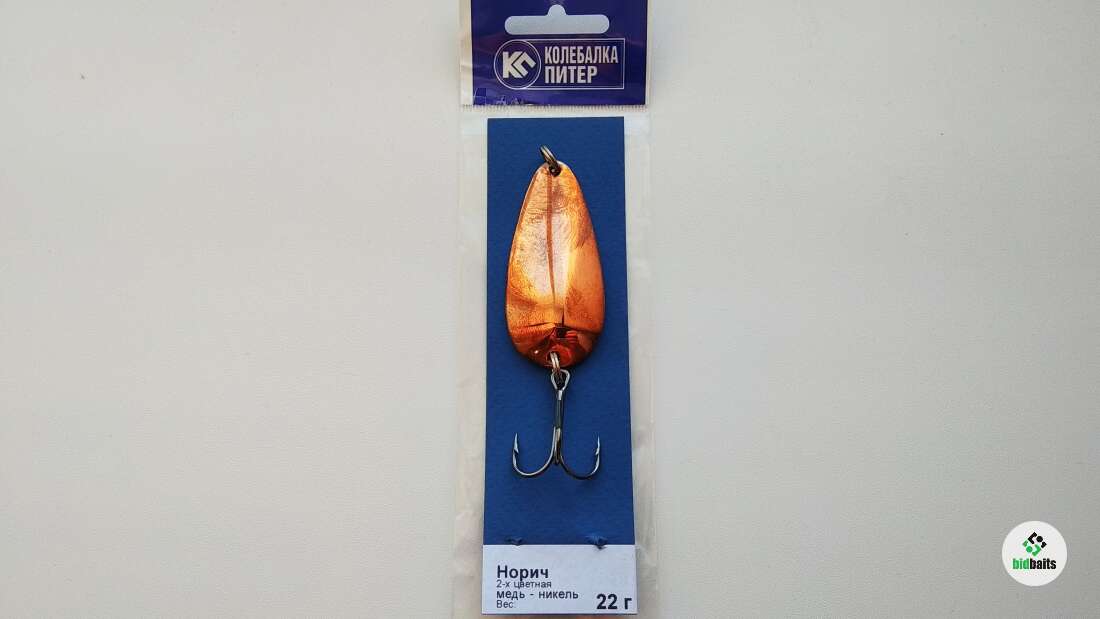 КОЛЕБАЛКА
ПИТЕР
Норич
2-х цветная
медь - никель
Вес: 22 г
bidbaits